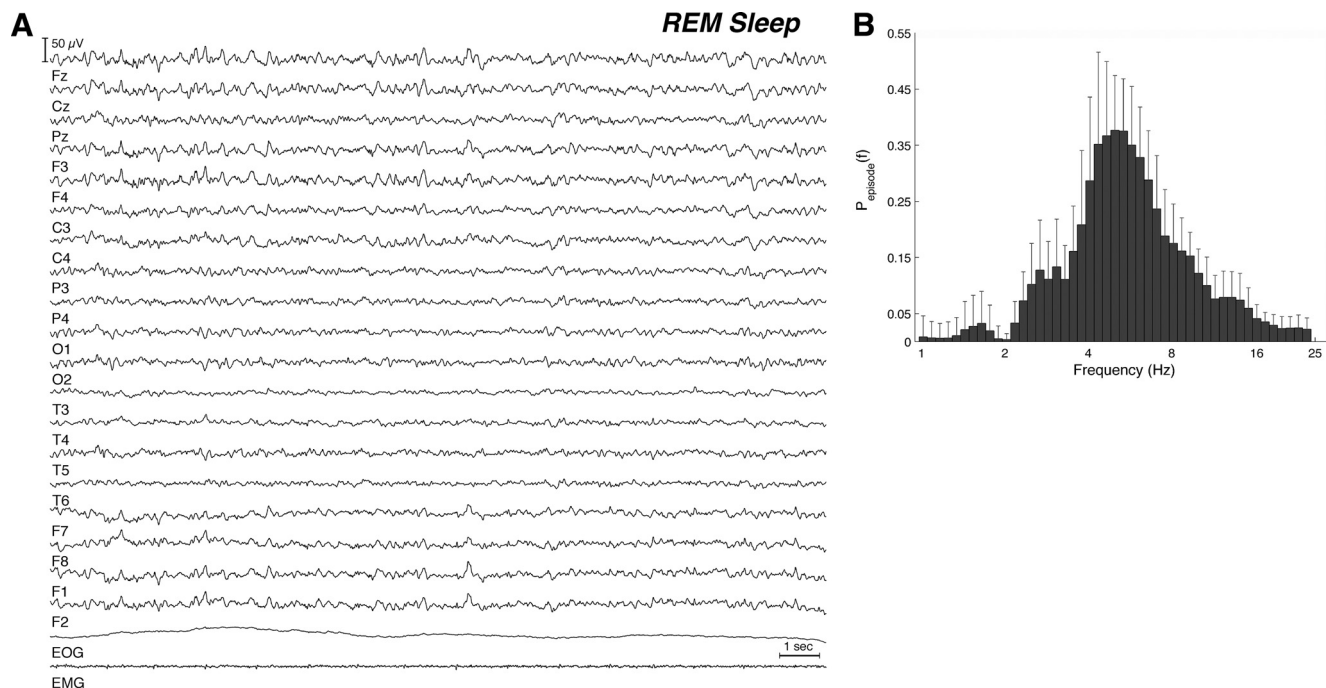 A
REM Sleep
50 µV
Fz
Cz
Pz
F3
F4
C3
C4
P3
P4
O1
O2
T3
T4
T5
T6
F7
F8
F1
F2
EOG
EMG
1 sec
B
0.55
0.45
0.35
0.25
0.15
0.05
0
P episode (f)
1 2 4 8 16 25
Frequency (Hz)